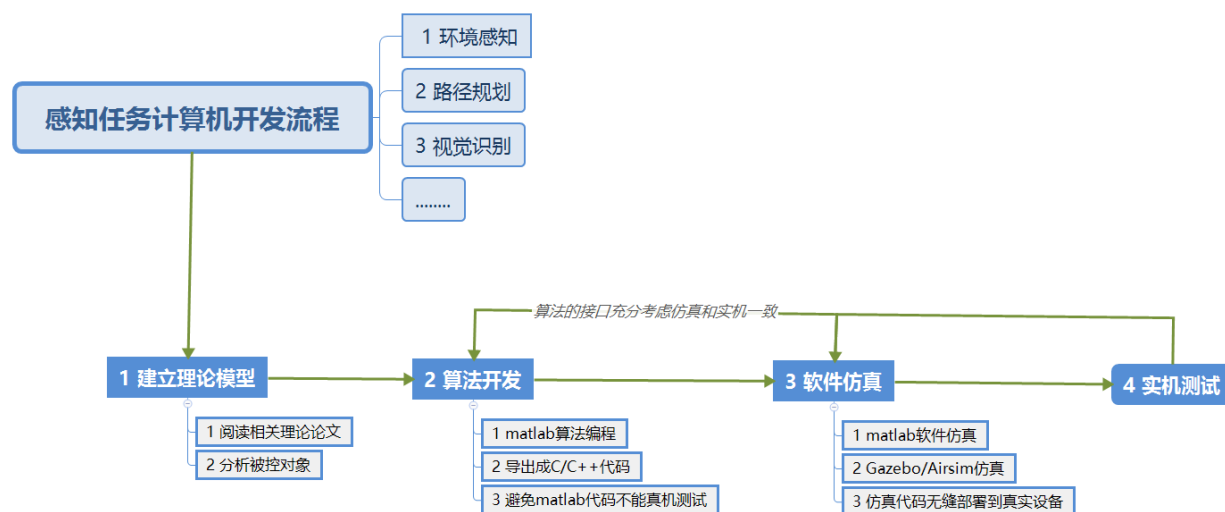 感知任务计算机开发流程
1 环境感知
2 路径规划
3 视觉识别
........
算法的接口充分考虑仿真和实机一致
1 建立理论模型
1 阅读相关理论论文
2 分析被控对象
2 算法开发
1 matlab算法编程
2 导出成C/C++代码
3 避免matlab代码不能真机测试
3 软件仿真
1 matlab软件仿真
2 Gazebo/Airsim仿真
3 仿真代码无缝部署到真实设备
4 实机测试